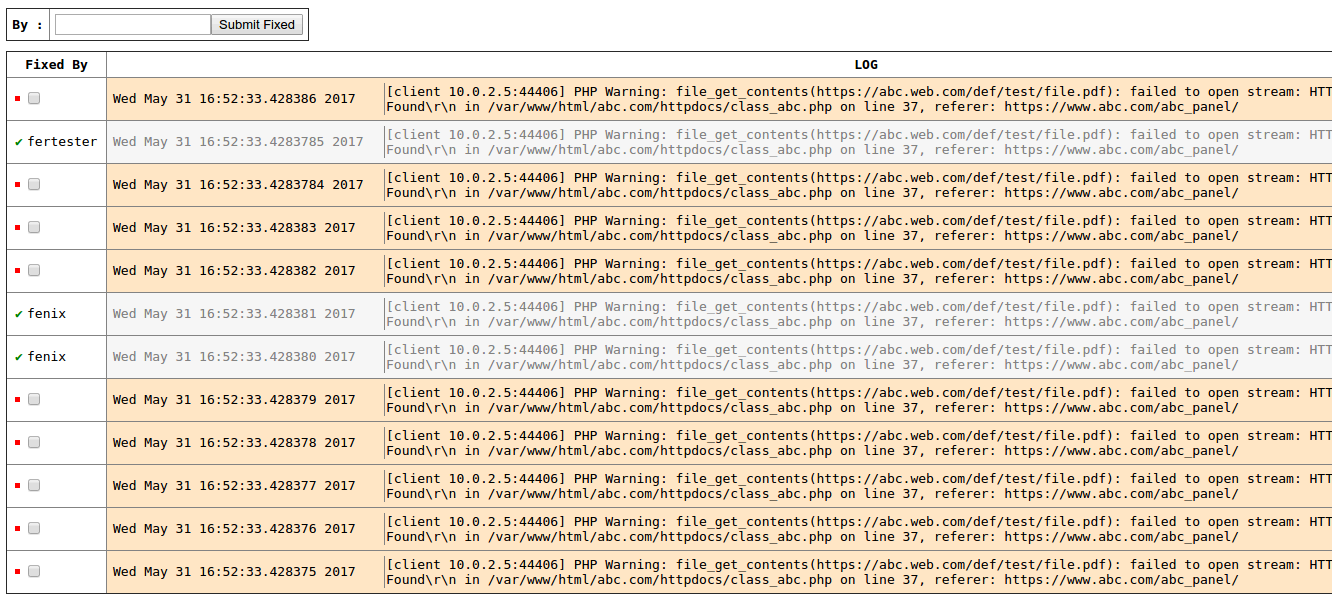 By : Submit Fixed
Fixed By LOG
Wed May 31 16:52:33.428386 2017 [client 10.0.2.5:44406] PHP Warning: file_get_contents(https://abc.web.com/def/test/file.pdf): failed to open stream: HTT
Found\r\n in /var/www/html/abc.com/httpdocs/class_abc.php on line 37, referer: https://www.abc.com/abc_panel/
✔ fertester Wed May 31 16:52:33.4283785 2017 [client 10.0.2.5:44406] PHP Warning: file_get_contents(https://abc.web.com/def/test/file.pdf): failed to open stream: HTT
Found\r\n in /var/www/html/abc.com/httpdocs/class_abc.php on line 37, referer: https://www.abc.com/abc_panel/
Wed May 31 16:52:33.4283784 2017 [client 10.0.2.5:44406] PHP Warning: file_get_contents(https://abc.web.com/def/test/file.pdf): failed to open stream: HTT
Found\r\n in /var/www/html/abc.com/httpdocs/class_abc.php on line 37, referer: https://www.abc.com/abc_panel/
Wed May 31 16:52:33.428383 2017 [client 10.0.2.5:44406] PHP Warning: file_get_contents(https://abc.web.com/def/test/file.pdf): failed to open stream: HTT
Found\r\n in /var/www/html/abc.com/httpdocs/class_abc.php on line 37, referer: https://www.abc.com/abc_panel/
Wed May 31 16:52:33.428382 2017 [client 10.0.2.5:44406] PHP Warning: file_get_contents(https://abc.web.com/def/test/file.pdf): failed to open stream: HTT
Found\r\n in /var/www/html/abc.com/httpdocs/class_abc.php on line 37, referer: https://www.abc.com/abc_panel/
✔ fenix Wed May 31 16:52:33.428381 2017 [client 10.0.2.5:44406] PHP Warning: file_get_contents(https://abc.web.com/def/test/file.pdf): failed to open stream: HTT
Found\r\n in /var/www/html/abc.com/httpdocs/class_abc.php on line 37, referer: https://www.abc.com/abc_panel/
✔ fenix Wed May 31 16:52:33.428380 2017 [client 10.0.2.5:44406] PHP Warning: file_get_contents(https://abc.web.com/def/test/file.pdf): failed to open stream: HTT
Found\r\n in /var/www/html/abc.com/httpdocs/class_abc.php on line 37, referer: https://www.abc.com/abc_panel/
Wed May 31 16:52:33.428379 2017 [client 10.0.2.5:44406] PHP Warning: file_get_contents(https://abc.web.com/def/test/file.pdf): failed to open stream: HTT
Found\r\n in /var/www/html/abc.com/httpdocs/class_abc.php on line 37, referer: https://www.abc.com/abc_panel/
Wed May 31 16:52:33.428378 2017 [client 10.0.2.5:44406] PHP Warning: file_get_contents(https://abc.web.com/def/test/file.pdf): failed to open stream: HTT
Found\r\n in /var/www/html/abc.com/httpdocs/class_abc.php on line 37, referer: https://www.abc.com/abc_panel/
Wed May 31 16:52:33.428377 2017 [client 10.0.2.5:44406] PHP Warning: file_get_contents(https://abc.web.com/def/test/file.pdf): failed to open stream: HTT
Found\r\n in /var/www/html/abc.com/httpdocs/class_abc.php on line 37, referer: https://www.abc.com/abc_panel/
Wed May 31 16:52:33.428376 2017 [client 10.0.2.5:44406] PHP Warning: file_get_contents(https://abc.web.com/def/test/file.pdf): failed to open stream: HTT
Found\r\n in /var/www/html/abc.com/httpdocs/class_abc.php on line 37, referer: https://www.abc.com/abc_panel/
Wed May 31 16:52:33.428375 2017 [client 10.0.2.5:44406] PHP Warning: file_get_contents(https://abc.web.com/def/test/file.pdf): failed to open stream: HTT
Found\r\n in /var/www/html/abc.com/httpdocs/class_abc.php on line 37, referer: https://www.abc.com/abc_panel/